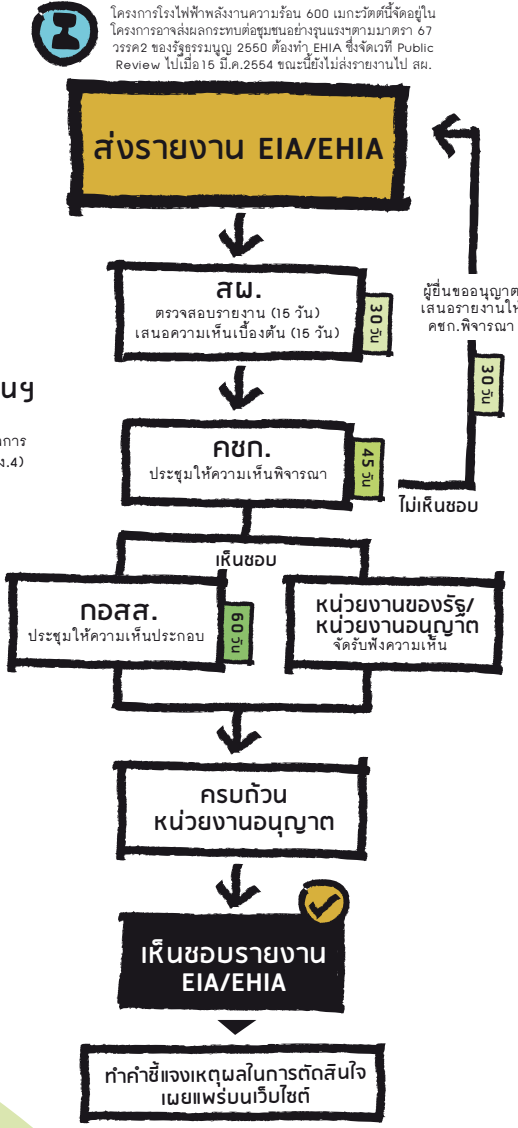 โครงการโรงไฟฟ้าพลังงานความร้อน 600 เมกะวัตต์นี้จัดอยู่ใน
โครงการอาจส่งผลกระทบต่อชุมชนอย่างรุนแรงฯตามมาตรา 67
วรรค2 ของรัฐธรรมนูญ 2550 ต้องทำ EHIA ซึ่งจัดเวที Public
Review ไปเมื่อ15 มี.ค.2554 ขณะนี้ยังไม่ส่งรายงานไป สผ.
ส่งรายงาน EIA/EHIA
สผ.
ตรวจสอบรายงาน (15 วัน)
เสนอความเห็นเบื้องต้น (15 วัน)
30 วัน
ผู้ยื่นขออนุญาต
เสนอรายงานให้
คชก.พิจารณา
30 วัน
นฯ
าการ
ง.4)
คชก.
ประชุมให้ความเห็นพิจารณา
45 วัน
ไม่เห็นชอบ
เห็นชอบ
กอสส.
ประชุมให้ความเห็นประกอบ
60 วัน
หน่วยงานของรัฐ/
หน่วยงานอนุญาต
จัดรับฟังความเห็น
ครบถ้วน
หน่วยงานอนุญาต
เห็นชอบรายงาน
EIA/EHIA
ทำคำชี้แจงเหตุผลในการตัดสินใจ
เผยแพร่บนเว็บไซต์